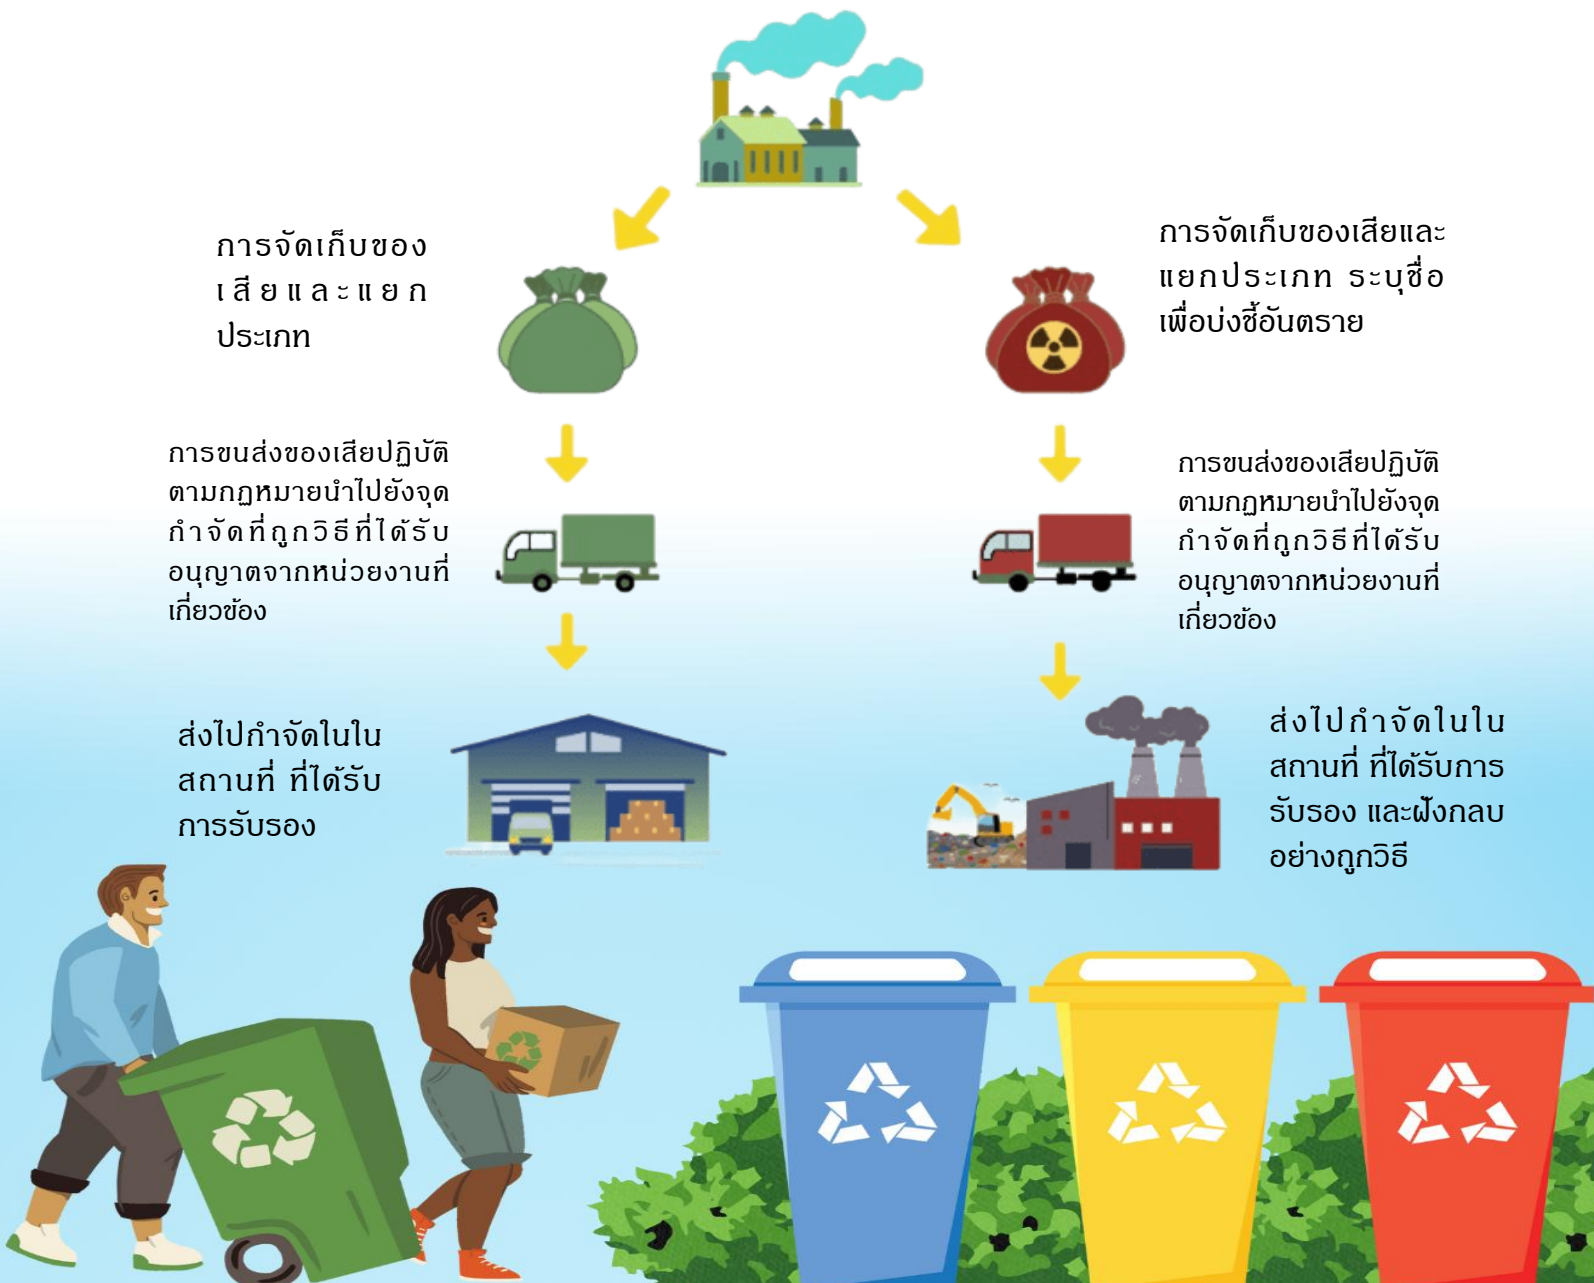 การจัดเก็บของ
เสียและแยก
ประเภท
การจัดเก็บของเสียและ
แยกประเภท ระบุชื่อ
เพื่อบ่งชี้อันตราย
การขนส่งของเสียปฏิบัติ
ตามกฎหมายนำไปยังจุด
กำจัดที่ถูกวิธีที่ได้รับ
อนุญาตจากหน่วยงานที่
เกี่ยวข้อง
การขนส่งของเสียปฏิบัติ
ตามกฎหมายนำไปยังจุด
กำจัดที่ถูกวิธีที่ได้รับ
อนุญาตจากหน่วยงานที่
เกี่ยวข้อง
ส่งไปกำจัดในใน
สถานที่ ที่ได้รับ
การรับรอง
ส่งไปกำจัดในใน
สถานที่ ที่ได้รับการ
รับรอง และฝังกลบ
อย่างถูกวิธี